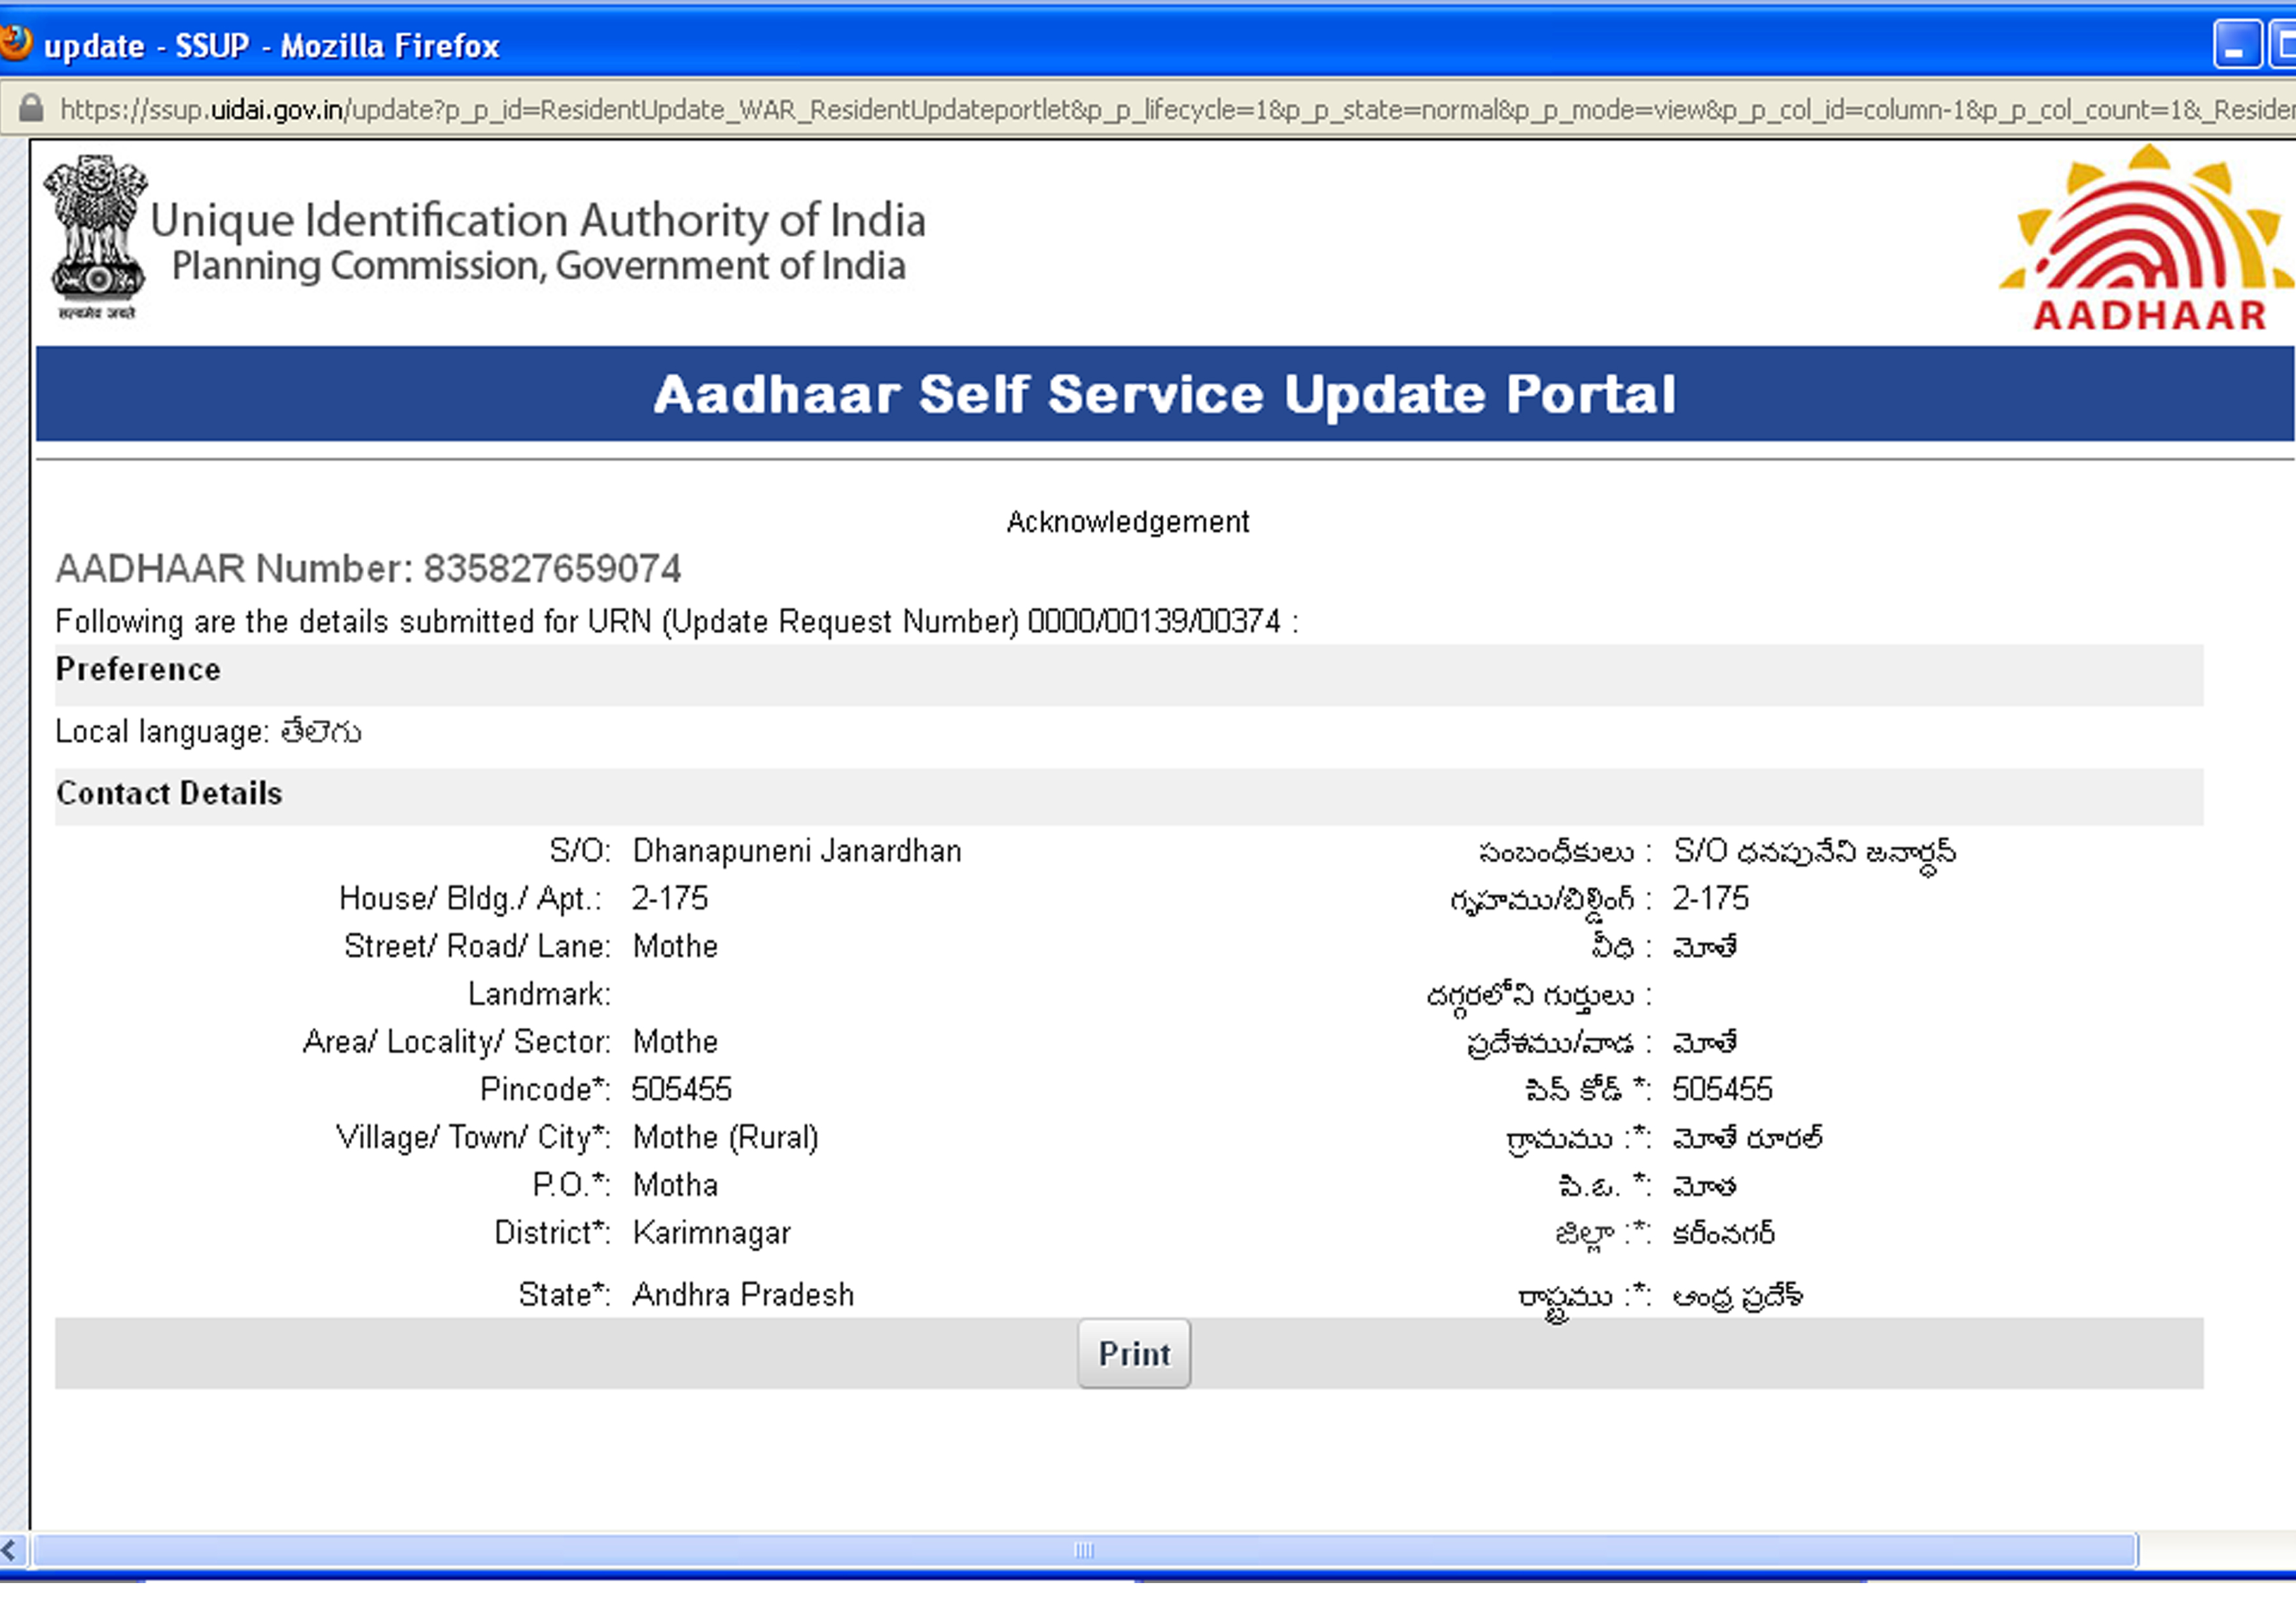 update - SSUP - Mozilla Firefox
https://ssup.uidai.gov.in/update?p_p_id=ResidentUpdate_WAR_ResidentUpdateportlet&p_p_lifecycle=1&p_p_state=normal&p_p_mode=view&p_p_col_id=column-1&p_p_col_count=1&_Reside
सत्यमेव जयते
Unique Identification Authority of India
Planning Commission, Government of India
AADHAAR
Aadhaar Self Service Update Portal
Acknowledgement
AADHAAR Number: 835827659074
Following are the details submitted for URN (Update Request Number) 0000/00139/00374 :
Preference
Local language: తేలెగు
Contact Details
S/O: Dhanapuneni Janardhan సంబంధీకులు : S/O ధనపునేని జనార్ధన్
House/ Bldg./ Apt.: 2-175 గృహము/బిల్డింగ్ : 2-175
Street/ Road/ Lane: Mothe వీధి : మోతే
Landmark: దగ్గరలోని గుర్తులు :
Area/ Locality/ Sector: Mothe ప్రదేశము/వాడ : మోతే
Pincode*: 505455 పిన్ కోడ్ *: 505455
Village/ Town/ City*: Mothe (Rural) గ్రామము :*: మోతే రూరల్
P.O.*: Motha పి.ఓ. *: మోత
District*: Karimnagar జిల్లా :*: కరీంనగర్
State*: Andhra Pradesh రాష్ట్రము :*: ఆంధ్ర ప్రదేశ్
Print